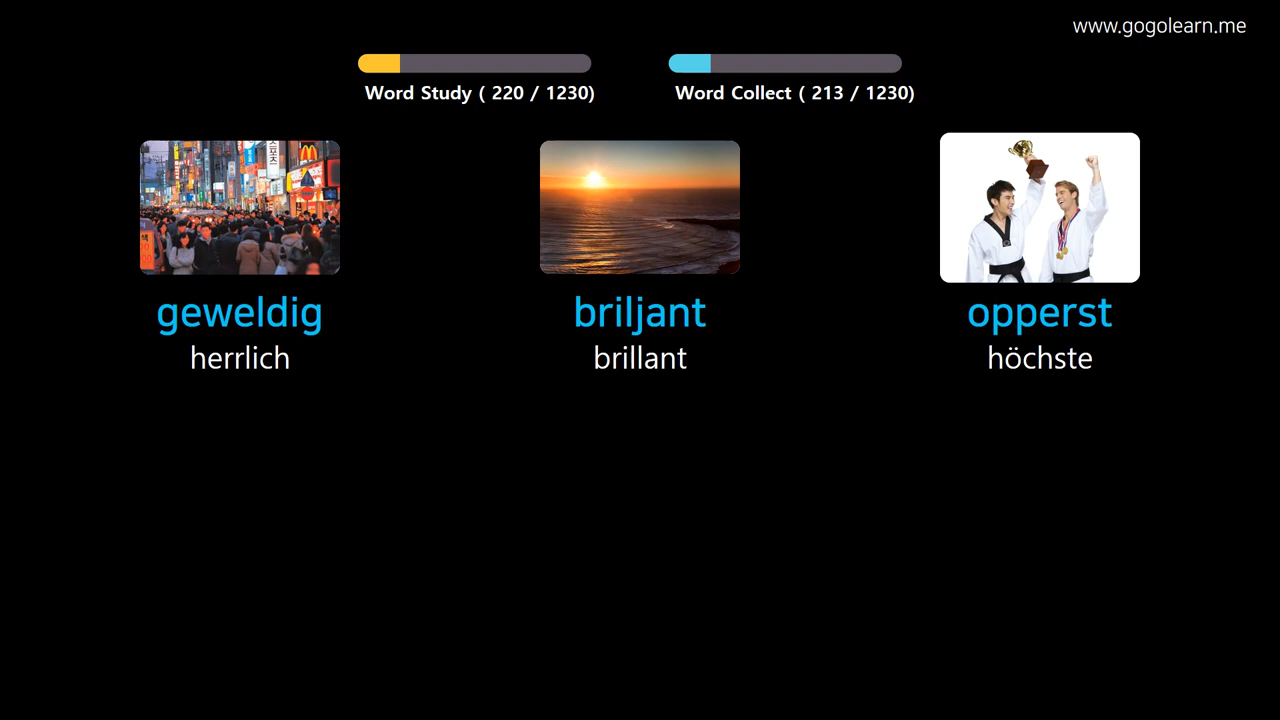 www.gogolearn.me
Word Study ( 220 / 1230)
Word Collect ( 213 / 1230)
geweldig
briljant
opperst
herrlich
brillant
höchste